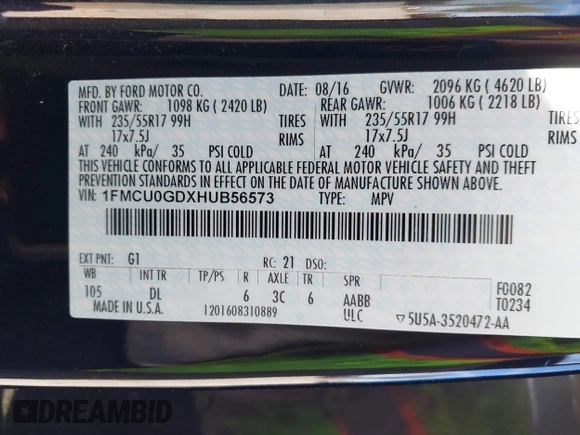 MFD. BY FORD MOTOR CO. DATE: 08/16 GVWR: 2096 KG ( 4620 LB)
FRONT GAWR: 1098 KG ( 2420 LB) REAR GAWR: 1006 KG ( 2218 LB)
WITH 235/55R17 99H TIRES WITH 235/55R17 99H TIRES
17x7.5J RIMS 17x7.5J RIMS
AT 240 kPa/ 35 PSI COLD AT 240 kPa/ 35 PSI COLD
THIS VEHICLE CONFORMS TO ALL APPLICABLE FEDERAL MOTOR VEHICLE SAFETY AND THEFT
PREVENTION STANDARDS IN EFFECT ON THE DATE OF MANUFACTURE SHOWN ABOVE.
VIN: 1FMCU0GDXHUB56573 TYPE: MPV
EXT PNT: G1 RC: 21 DSO:
WB INT TR TP/PS R AXLE TR SPR F0082
105 DL 6 3C 6 AABB T0234
MADE IN U.S.A. 1201608310889 ULC ▽5U5A-3520472-AA
DREAMBID